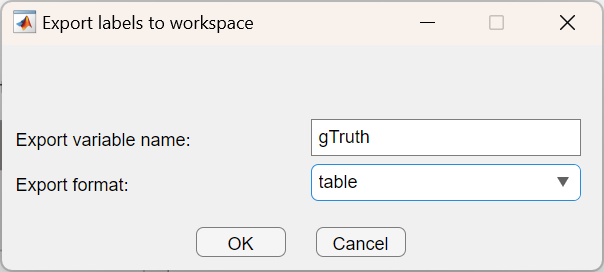 Export labels to workspace
Export variable name: gTruth
Export format: table
OK Cancel